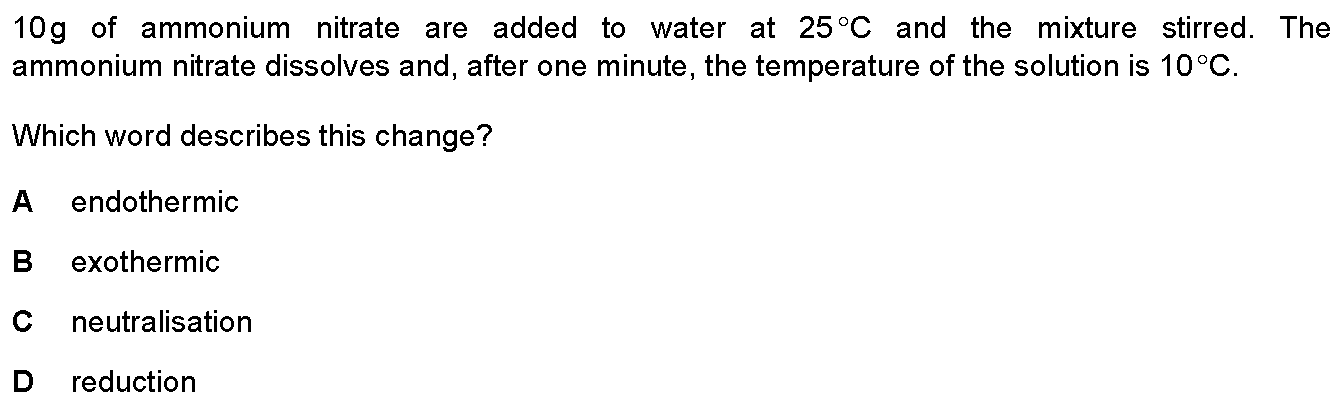 10g of ammonium nitrate are added to water at 25°C and the mixture stirred. The
ammonium nitrate dissolves and, after one minute, the temperature of the solution is 10°C.
Which word describes this change?
A endothermic
B exothermic
C neutralisation
D reduction